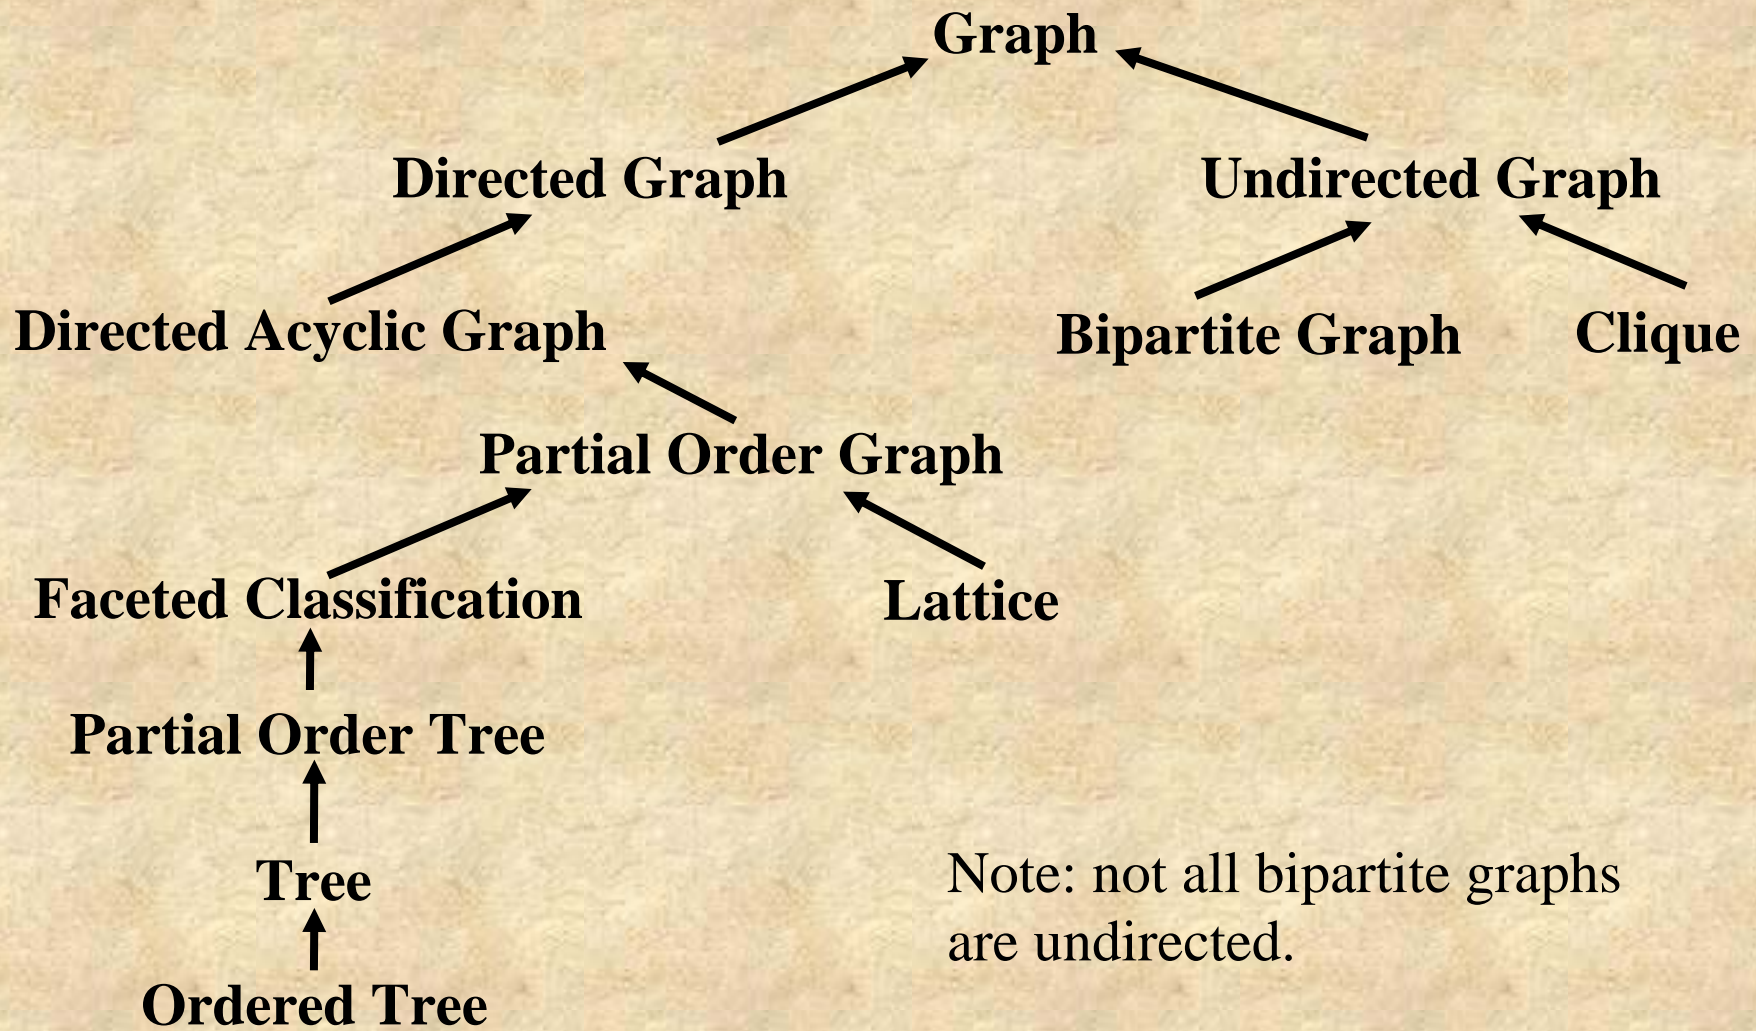 Graph
Directed Graph
Undirected Graph
Directed Acyclic Graph
Bipartite Graph
Clique
Partial Order Graph
Faceted Classification
Lattice
Partial Order Tree
Tree
Note: not all bipartite graphs
are undirected.
Ordered Tree